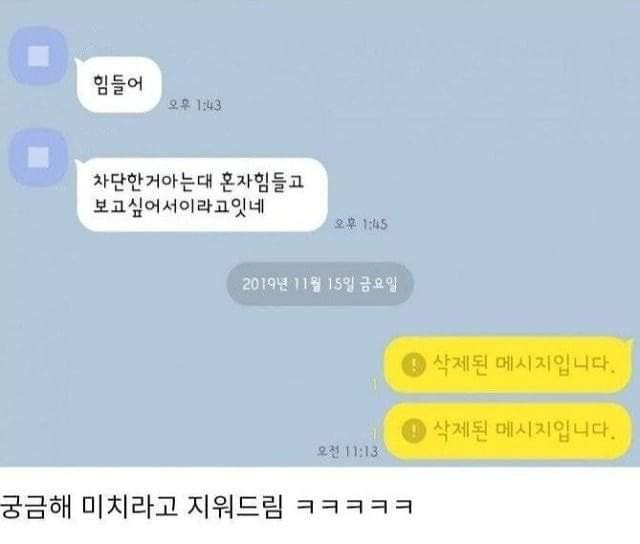 힘들어
오후 1:43
차단한거아는대 혼자힘들고
보고싶어서이라고잇네
오후 1:45
2019년 11월 15일 금요일
! 삭제된 메시지입니다.
1
! 삭제된 메시지입니다.
1
오전 11:13
궁금해 미치라고 지워드림 ㅋㅋㅋㅋㅋ